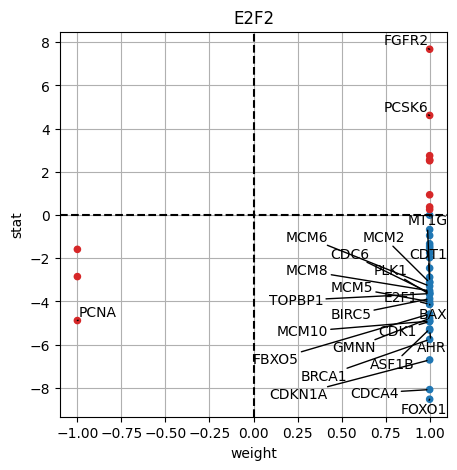 E2F2
FGFR2
PCSK6
MT1G
MCM6
MCM2
CDC6
CDT1
MCM8
PLK1
MCM5
E2F1
TOPBP1
PCNA
BIRC5
BAX
MCM10
CDK1
GMNN
AHR
FBXO5
ASF1B
BRCA1
CDKN1A
CDCA4
FOXO1
8
6
4
2
0
−2
−4
−6
−8
stat
−1.00
−0.75
−0.50
−0.25
0.00
0.25
0.50
0.75
1.00
weight